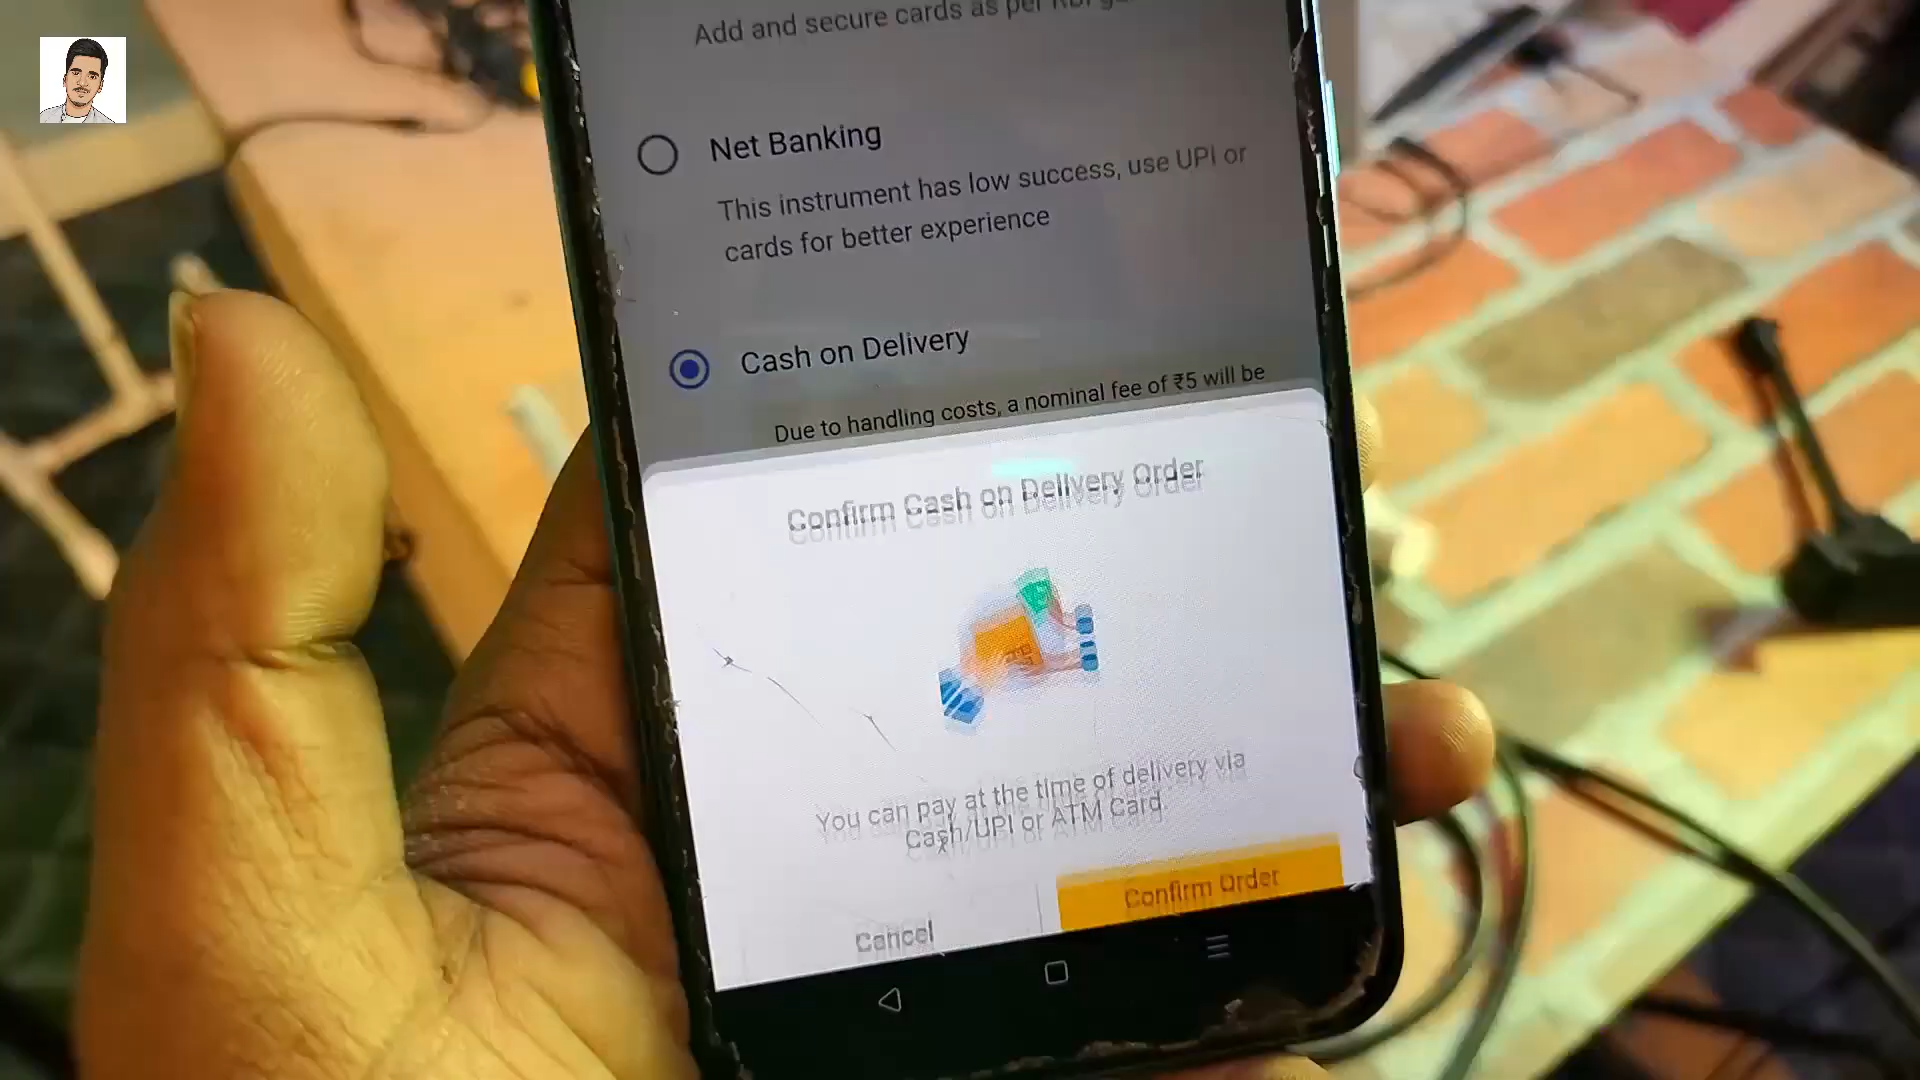 Add and secure cards as per RBI
Net Banking
This instrument has low success, use UPI or
cards for better experience
Cash on Delivery
Due to handling costs, a nominal fee of ₹5 will be
Confirm Cash on Delivery Order
You can pay at the time of delivery via
Cash/UPI or ATM Card
Confirm Order
Cancel